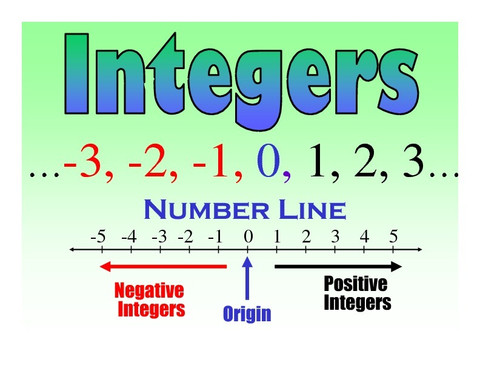 Integers
...-3, -2, -1, 0, 1, 2, 3...
NUMBER LINE
-5 -4 -3 -2 -1 0 1 2 3 4 5
Negative
Integers
Origin
Positive
Integers